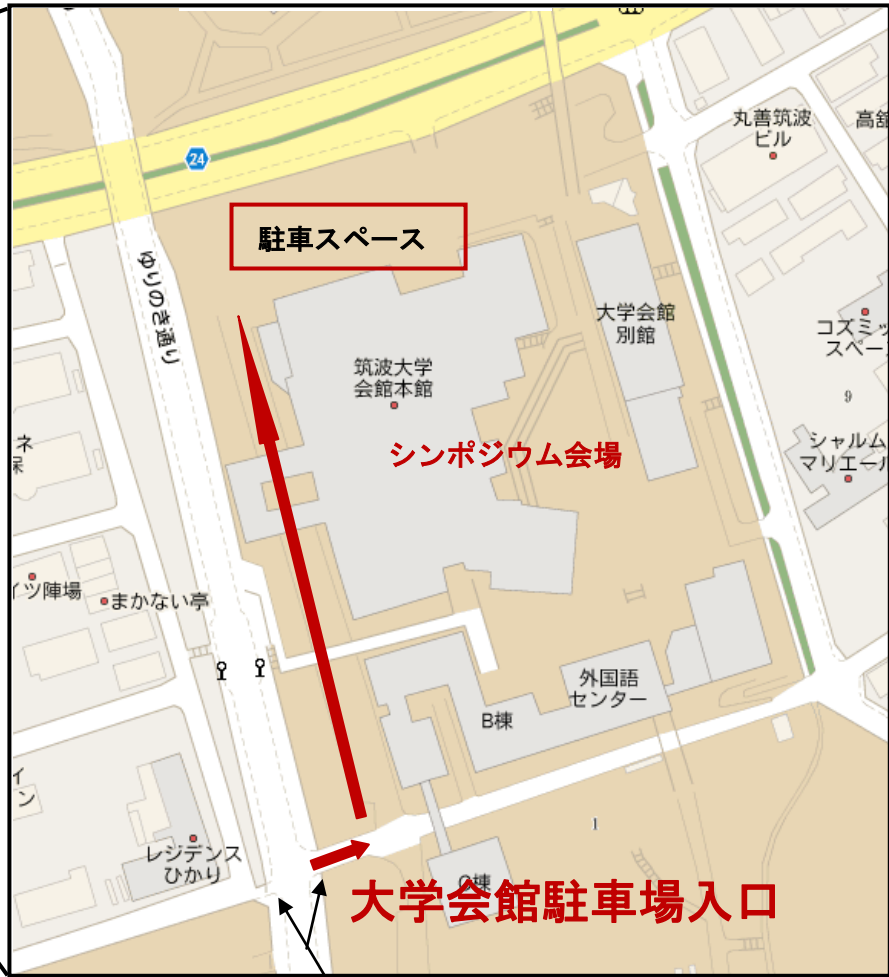 丸善筑波
ビル
24
駐車スペース
ゆりのき通り
大学会館
別館
筑波大学
会館本館
コズミッ
スペー
9
シンポジウム会場
シャルム
マリエール
ネ
イツ陣場
まかない亭
外国語
センター
B棟
イ
ン
1
レジデンス
ひかり
C棟
大学会館駐車場入口